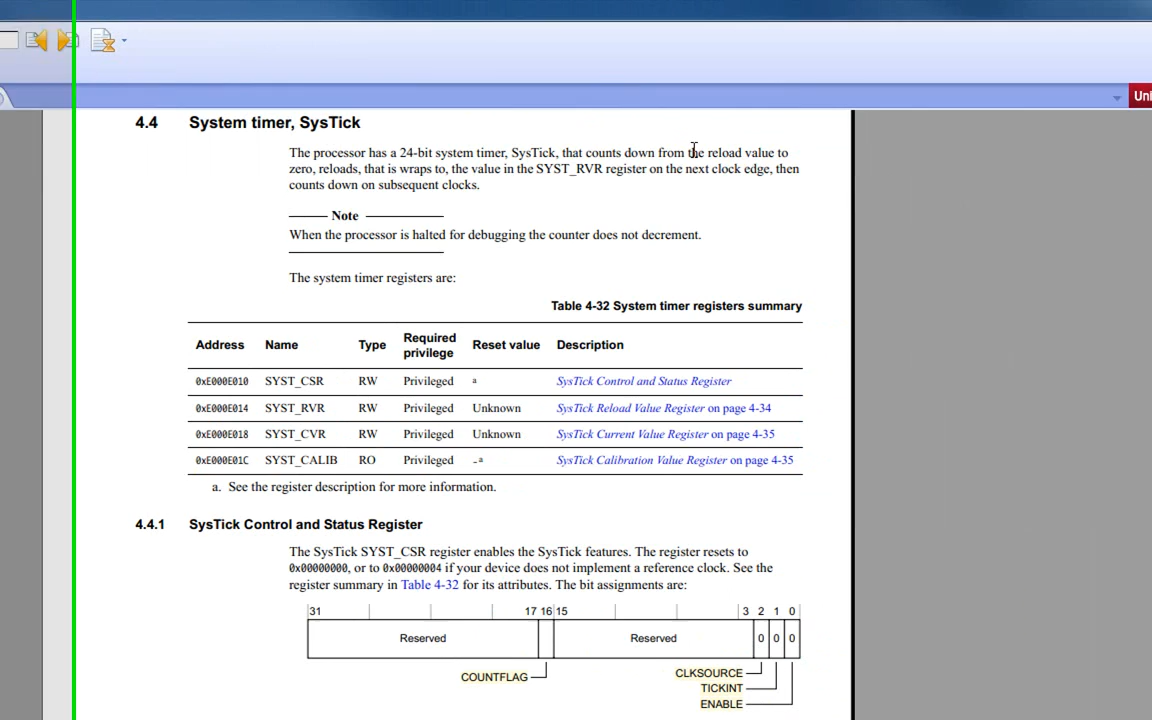 Uni
4.4 System timer, SysTick
The processor has a 24-bit system timer, SysTick, that counts down from the reload value to
zero, reloads, that is wraps to, the value in the SYST_RVR register on the next clock edge, then
counts down on subsequent clocks.
Note
When the processor is halted for debugging the counter does not decrement.
The system timer registers are:
Table 4-32 System timer registers summary
Address Name Type Required privilege Reset value Description
0xE000E010 SYST_CSR RW Privileged a SysTick Control and Status Register
0xE000E014 SYST_RVR RW Privileged Unknown SysTick Reload Value Register on page 4-34
0xE000E018 SYST_CVR RW Privileged Unknown SysTick Current Value Register on page 4-35
0xE000E01C SYST_CALIB RO Privileged -a SysTick Calibration Value Register on page 4-35
a. See the register description for more information.
4.4.1 SysTick Control and Status Register
The SysTick SYST_CSR register enables the SysTick features. The register resets to
0x00000000, or to 0x00000004 if your device does not implement a reference clock. See the
register summary in Table 4-32 for its attributes. The bit assignments are:
31 17 16 15 3 2 1 0
Reserved Reserved 0 0 0
COUNTFLAG CLKSOURCE
TICKINT
ENABLE